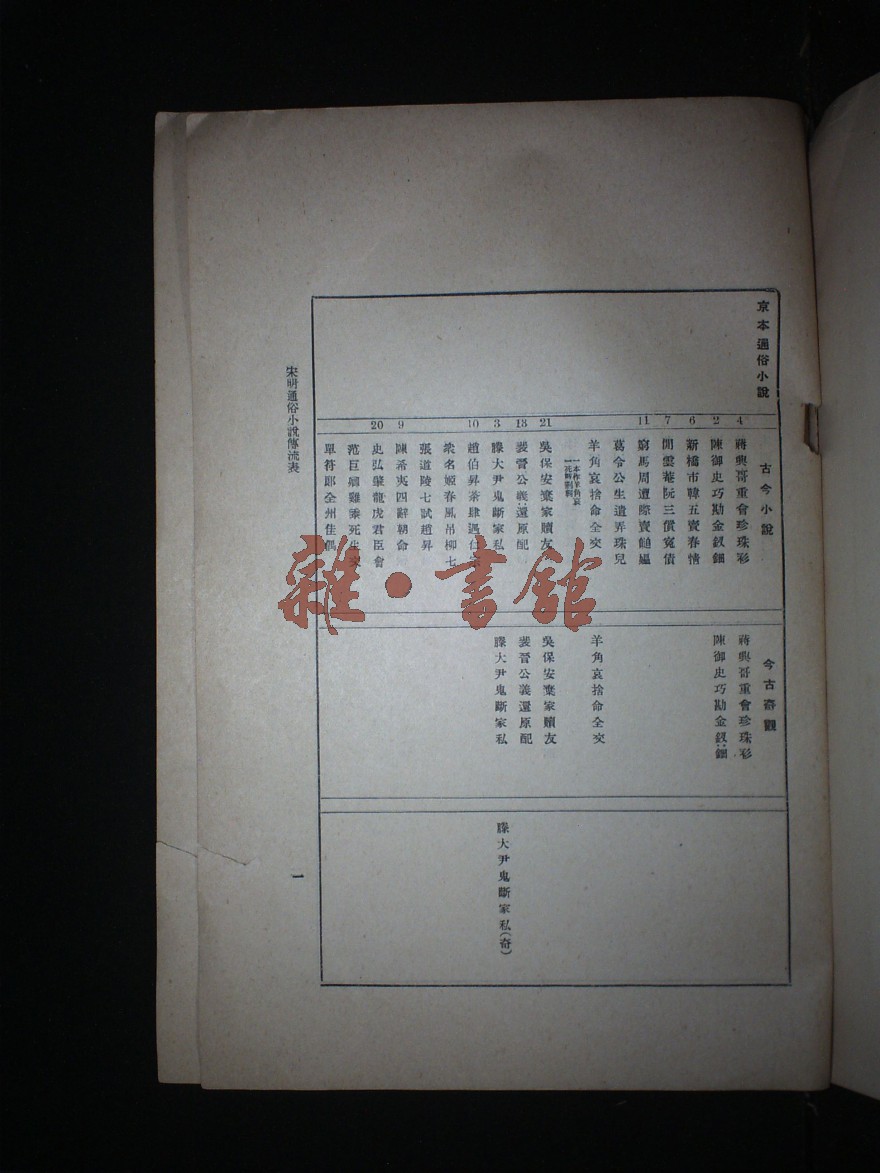 京本通俗小說
古今小說
今古奇觀
4
蔣興哥重會珍珠彩
蔣興哥重會珍珠彩
2
陳御史巧勘金釵鈿
陳御史巧勘金釵鈿
6
新橋市韓五賣春情
7
閒雲菴阮三償寃債
11
窮馬周遭際賣䭔媼
葛令公生遣弄珠兒
羊角哀捨命全交
羊角哀捨命全交
21
吳保安棄家贖友
吳保安棄家贖友
18
裴晉公義還原配
裴晉公義還原配
3
滕大尹鬼斷家私
滕大尹鬼斷家私
滕大尹鬼斷家私(奇)
10
趙伯昇茶肆遇仁宗
衆名姬春風吊柳七
張道陵七試趙昇
9
陳希夷四辭朝命
20
史弘肇龍虎君臣會
范巨卿雞黍死生交
單符郎全州佳偶
宋明通俗小說傳流表
一
雜·書館